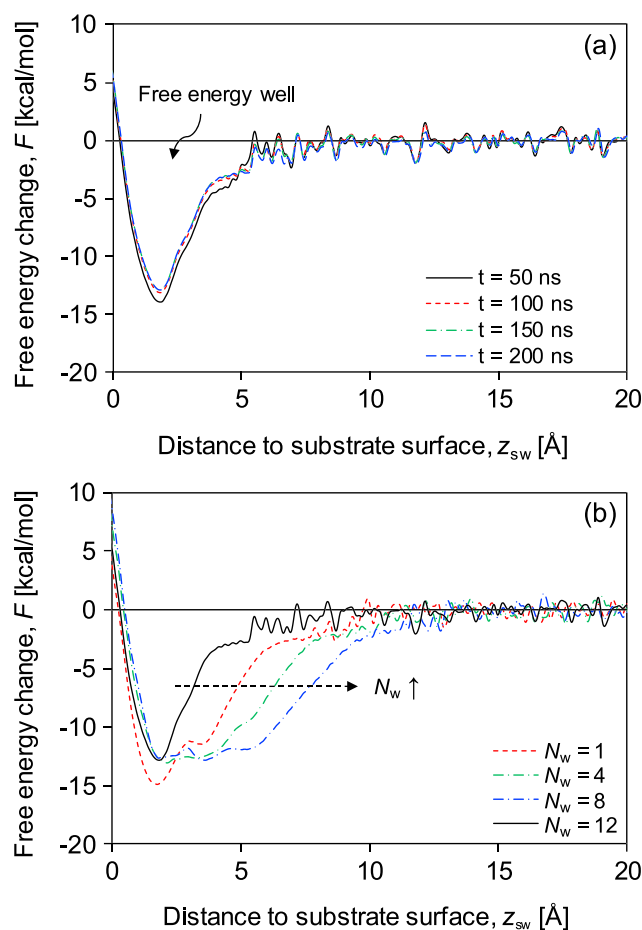 10
(a)
5
Free energy well
0
-5
-10
-15
-20
t = 50 ns
t = 100 ns
t = 150 ns
t = 200 ns
0
5
10
15
20
Free energy change, F [kcal/mol]
Distance to substrate surface, zsw [Å]
10
(b)
5
0
-5
Nw ↑
-10
-15
-20
Nw = 1
Nw = 4
Nw = 8
Nw = 12
0
5
10
15
20
Free energy change, F [kcal/mol]
Distance to substrate surface, zsw [Å]